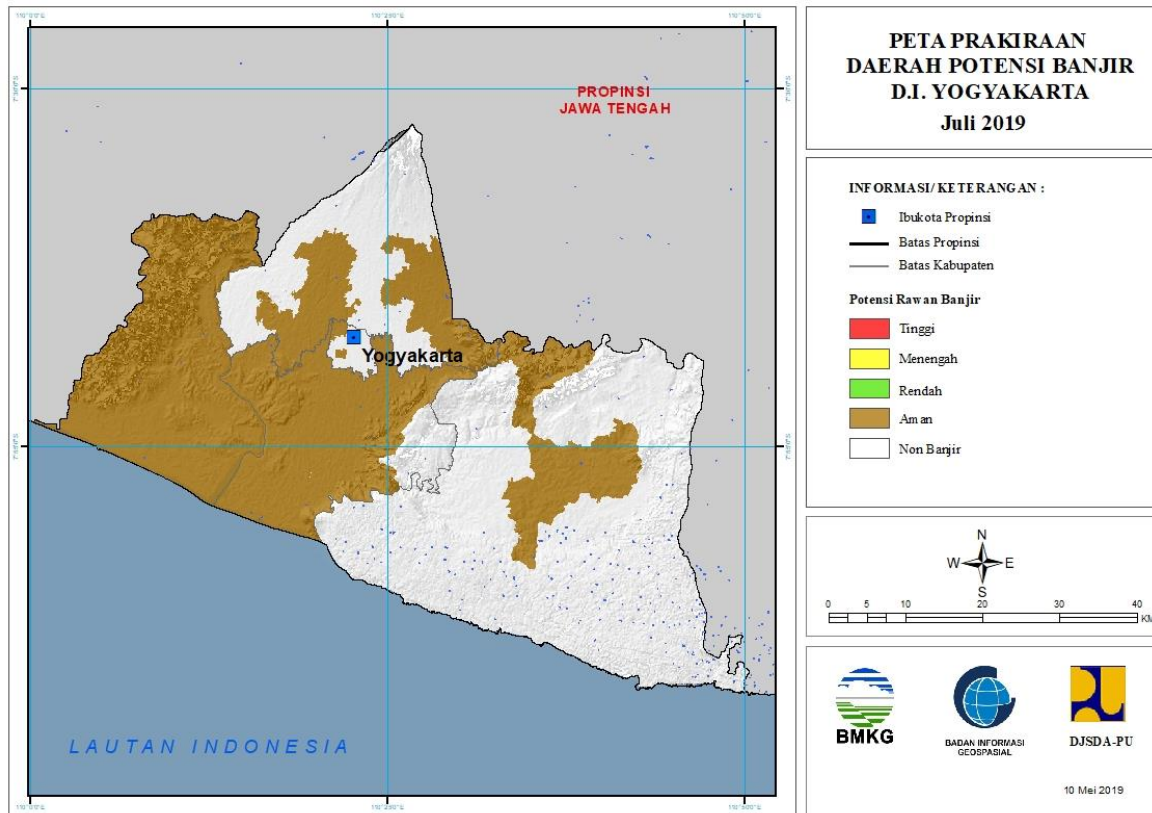 PETA PRAKIRAAN
DAERAH POTENSI BANJIR
D.I. YOGYAKARTA
Juli 2019
INFORMASI/ KETERANGAN :
Ibukota Propinsi
Batas Propinsi
Batas Kabupaten
Potensi Rawan Banjir
Tinggi
Menengah
Rendah
Aman
Non Banjir
PROPINSI
JAWA TENGAH
Yogyakarta
LAUTAN INDONESIA
N
W E
S
0 5 10 20 30 40
KM
BMKG
BADAN INFORMASI
GEOSPASIAL
DJSDA-PU
10 Mei 2019